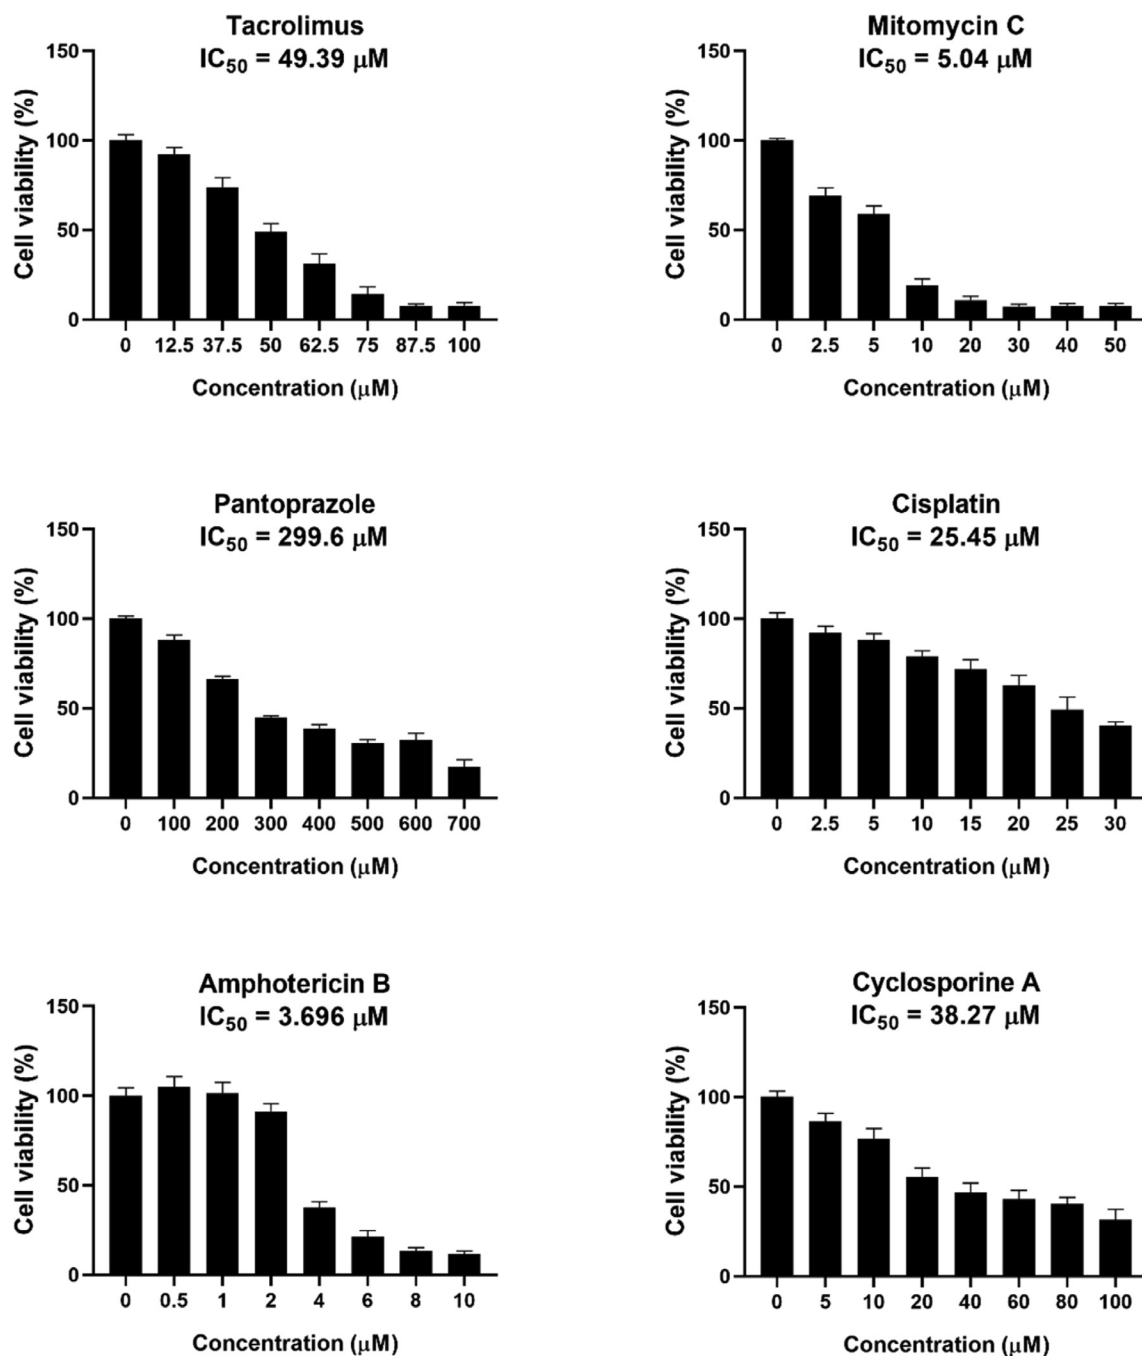 Tacrolimus
IC50 = 49.39 μM
Cell viability (%)
150
100
50
0
0 12.5 37.5 50 62.5 75 87.5 100
Concentration (μM)
Mitomycin C
IC50 = 5.04 μM
Cell viability (%)
150
100
50
0
0 2.5 5 10 20 30 40 50
Concentration (μM)
Pantoprazole
IC50 = 299.6 μM
Cell viability (%)
150
100
50
0
0 100 200 300 400 500 600 700
Concentration (μM)
Cisplatin
IC50 = 25.45 μM
Cell viability (%)
150
100
50
0
0 2.5 5 10 15 20 25 30
Concentration (μM)
Amphotericin B
IC50 = 3.696 μM
Cell viability (%)
150
100
50
0
0 0.5 1 2 4 6 8 10
Concentration (μM)
Cyclosporine A
IC50 = 38.27 μM
Cell viability (%)
150
100
50
0
0 5 10 20 40 60 80 100
Concentration (μM)